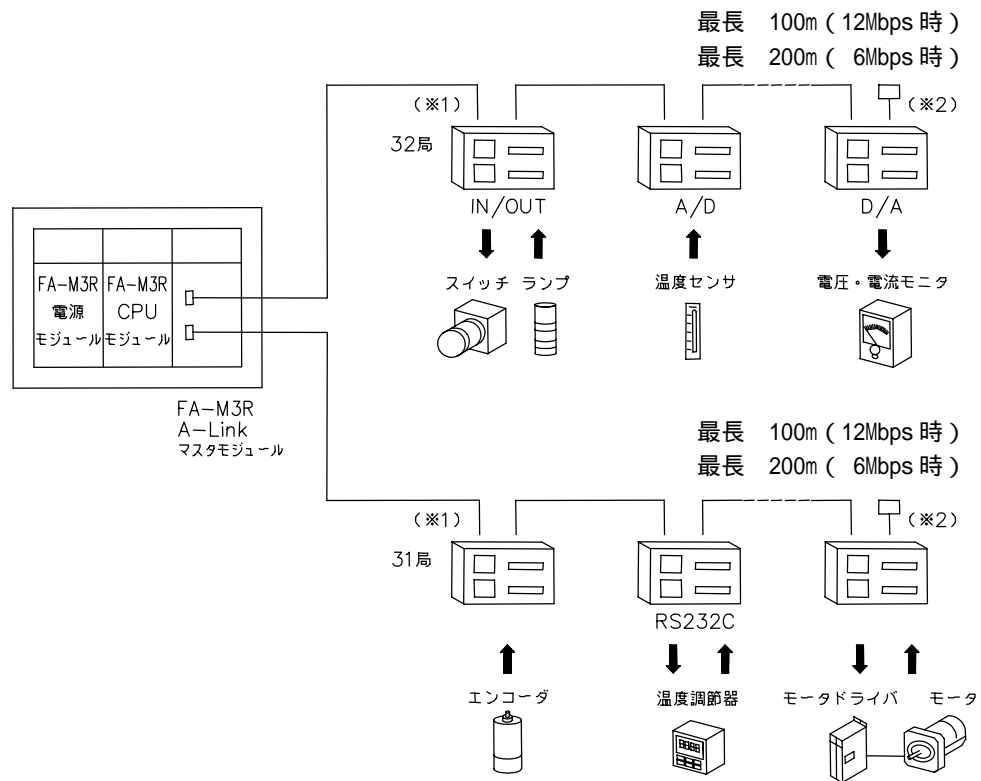 最長 100m（12Mbps 時）
最長 200m（ 6Mbps 時）
（※1）
（※2）
32局
IN/OUT
A/D
D/A
スイッチ ランプ
温度センサ
電圧・電流モニタ
FA-M3R
電源
モジュール
FA-M3R
CPU
モジュール
FA-M3R
A-Link
マスタモジュール
最長 100m（12Mbps 時）
最長 200m（ 6Mbps 時）
（※1）
（※2）
31局
RS232C
エンコーダ
温度調節器
モータドライバ
モータ
8888